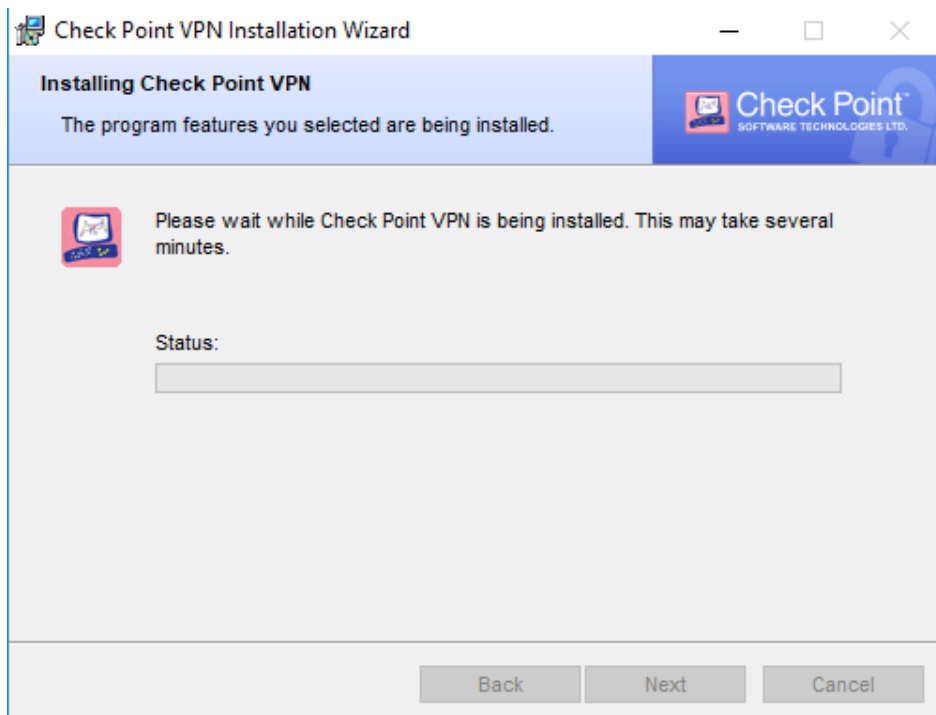 Check Point VPN Installation Wizard
Installing Check Point VPN
The program features you selected are being installed.
Check Point™
SOFTWARE TECHNOLOGIES LTD.
Please wait while Check Point VPN is being installed. This may take several
minutes.
Status:
Back
Next
Cancel